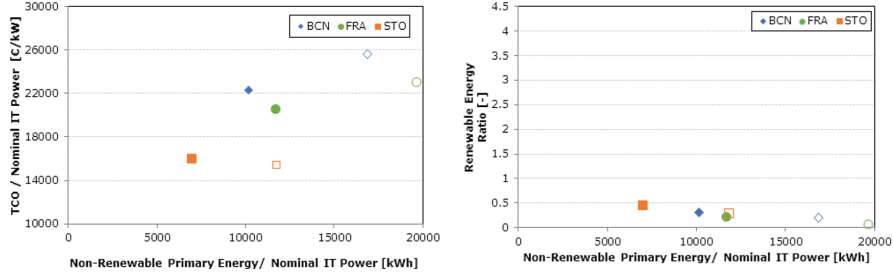 30000
26000
22000
18000
14000
10000
TCO / Nominal IT Power [€/kW]
BCN FRA STO
0 5000 10000 15000 20000
Non-Renewable Primary Energy/ Nominal IT Power [kWh]
4.5
4
3.5
3
2.5
2
1.5
1
0.5
0
Renewable Energy
Ratio [-]
BCN FRA STO
0 5000 10000 15000 20000
Non-Renewable Primary Energy/ Nominal IT Power [kWh]